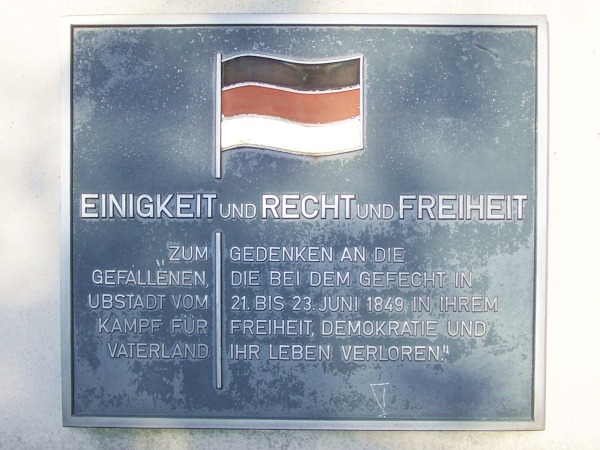 EINIGKEIT UND RECHT UND FREIHEIT
ZUM GEDENKEN AN DIE
GEFALLENEN, DIE BEI DEM GEFECHT IN
UBSTADT VOM 21. BIS 23. JUNI 1849 IN IHREM
KAMPF FÜR FREIHEIT, DEMOKRATIE UND
VATERLAND IHR LEBEN VERLOREN."